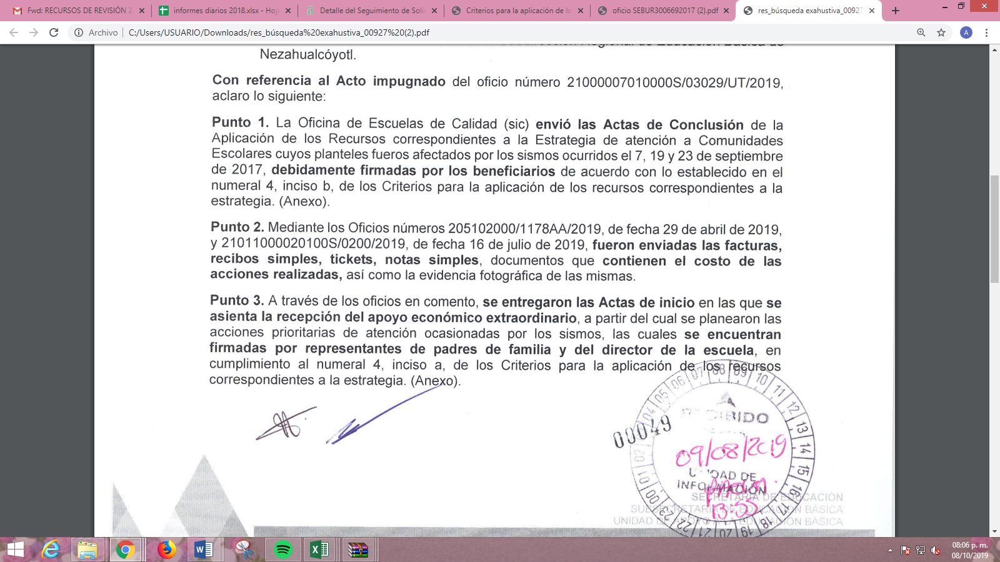 Fwd: RECURSOS DE REVISIÓN 2
informes diarios 2018.xlsx - Hoja
Detalle del Seguimiento de Solic
Criterios para la aplicación de lo
oficio SEBUR3006692017 (2).pdf
res_búsqueda exahustiva_00927
Archivo
C:/Users/USUARIO/Downloads/res_búsqueda%20exahustiva_00927%20(2).pdf
A
Nezahualcóyotl.
Con referencia al Acto impugnado del oficio número 21000007010000S/03029/UT/2019,
aclaro lo siguiente:
Punto 1. La Oficina de Escuelas de Calidad (sic) envió las Actas de Conclusión de la
Aplicación de los Recursos correspondientes a la Estrategia de atención a Comunidades
Escolares cuyos planteles fueros afectados por los sismos ocurridos el 7, 19 y 23 de septiembre
de 2017, debidamente firmadas por los beneficiarios de acuerdo con lo establecido en el
numeral 4, inciso b, de los Criterios para la aplicación de los recursos correspondientes a la
estrategia. (Anexo).
Punto 2. Mediante los Oficios números 205102000/1178AA/2019, de fecha 29 de abril de 2019,
y 21011000020100S/0200/2019, de fecha 16 de julio de 2019, fueron enviadas las facturas,
recibos simples, tickets, notas simples, documentos que contienen el costo de las
acciones realizadas, así como la evidencia fotográfica de las mismas.
Punto 3. A través de los oficios en comento, se entregaron las Actas de inicio en las que se
asienta la recepción del apoyo económico extraordinario, a partir del cual se planearon las
acciones prioritarias de atención ocasionadas por los sismos, las cuales se encuentran
firmadas por representantes de padres de familia y del director de la escuela, en
cumplimiento al numeral 4, inciso a, de los Criterios para la aplicación de los recursos
correspondientes a la estrategia. (Anexo).
00049
RECIBIDO
09/08/2019
UNIDAD DE
INFORMACIÓN
13:55
00 01 02 04 05 06 07 08 09 10 11 12 13 14 15 16 17 18 19 20 21 22 23
SECRETARÍA DE EDUCACIÓN
SUBSECRETARÍA DE EDUCACIÓN BÁSICA
UNIDAD DE APOYO A LA EDUCACIÓN BÁSICA
08:06 p. m.
08/10/2019